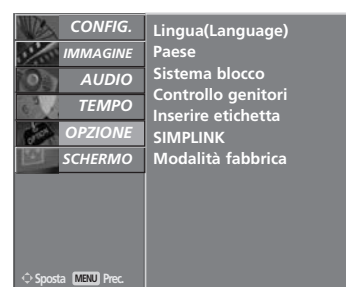 CONFIG.
IMMAGINE
AUDIO
TEMPO
OPZIONE
SCHERMO
Lingua(Language)
Paese
Sistema blocco
Controllo genitori
Inserire etichetta
SIMPLINK
Modalità fabbrica
Sposta MENU Prec.